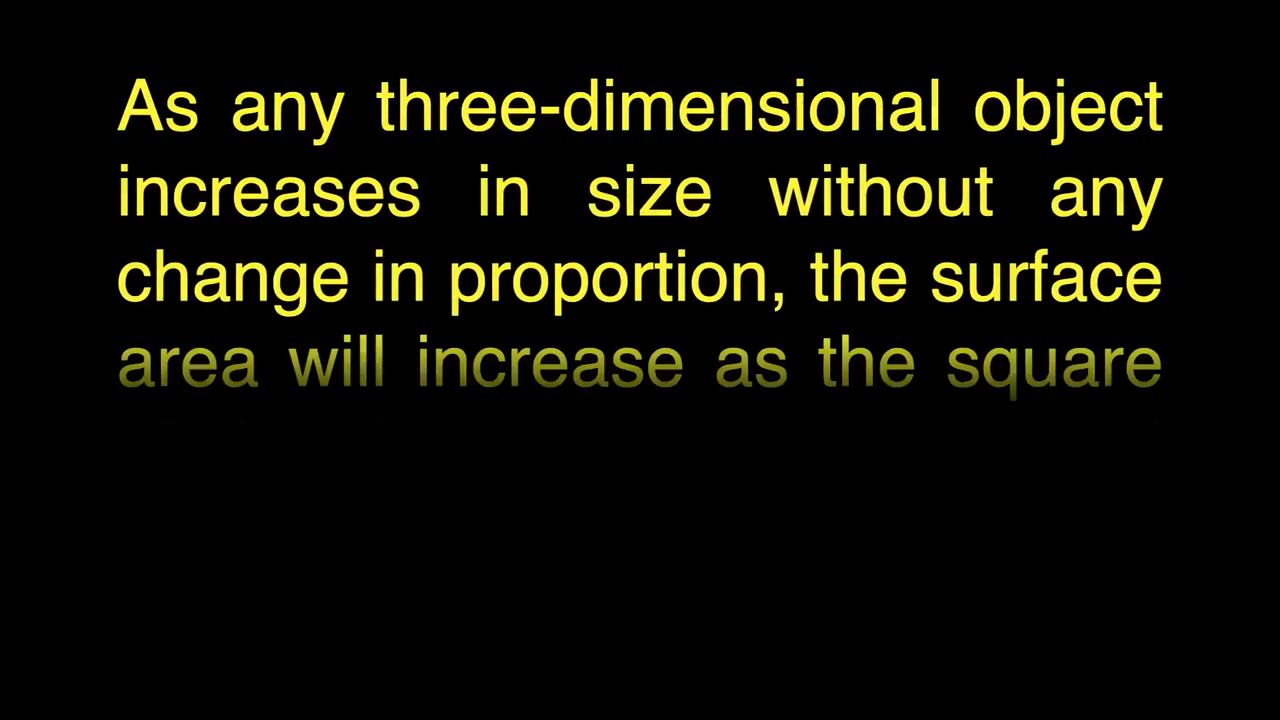 As any three-dimensional object
increases in size without any
change in proportion, the surface
area will increase as the square